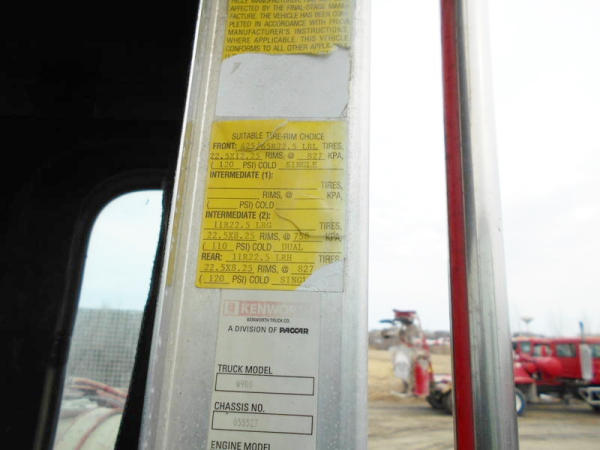 AFFECTED BY THE FINAL-STAGE MANU-
FACTURE. THE VEHICLE HAS BEEN COM-
PLETED IN ACCORDANCE WITH PRIOR
MANUFACTURER'S INSTRUCTIONS
WHERE APPLICABLE. THIS VEHICLE
CONFORMS TO ALL OTHER APPLI
SUITABLE TIRE-RIM CHOICE
FRONT: 425/65R22.5 LRL TIRES,
22.5X12.25 RIMS, @ 827 KPA,
( 120 PSI) COLD SINGLE
INTERMEDIATE (1):
TIRES,
RIMS, @ KPA,
( PSI) COLD
INTERMEDIATE (2):
11R22.5 LRG TIRES,
22.5X8.25 RIMS, @ 758 KPA,
( 110 PSI) COLD DUAL
REAR: 11R22.5 LRH TIRES
22.5X8.25 RIMS, @ 827
( 120 PSI) COLD SINGL
KENWOR
KENWORTH TRUCK CO.
A DIVISION OF PACCAR
TRUCK MODEL
W900
CHASSIS NO.
ENGINE MODEL